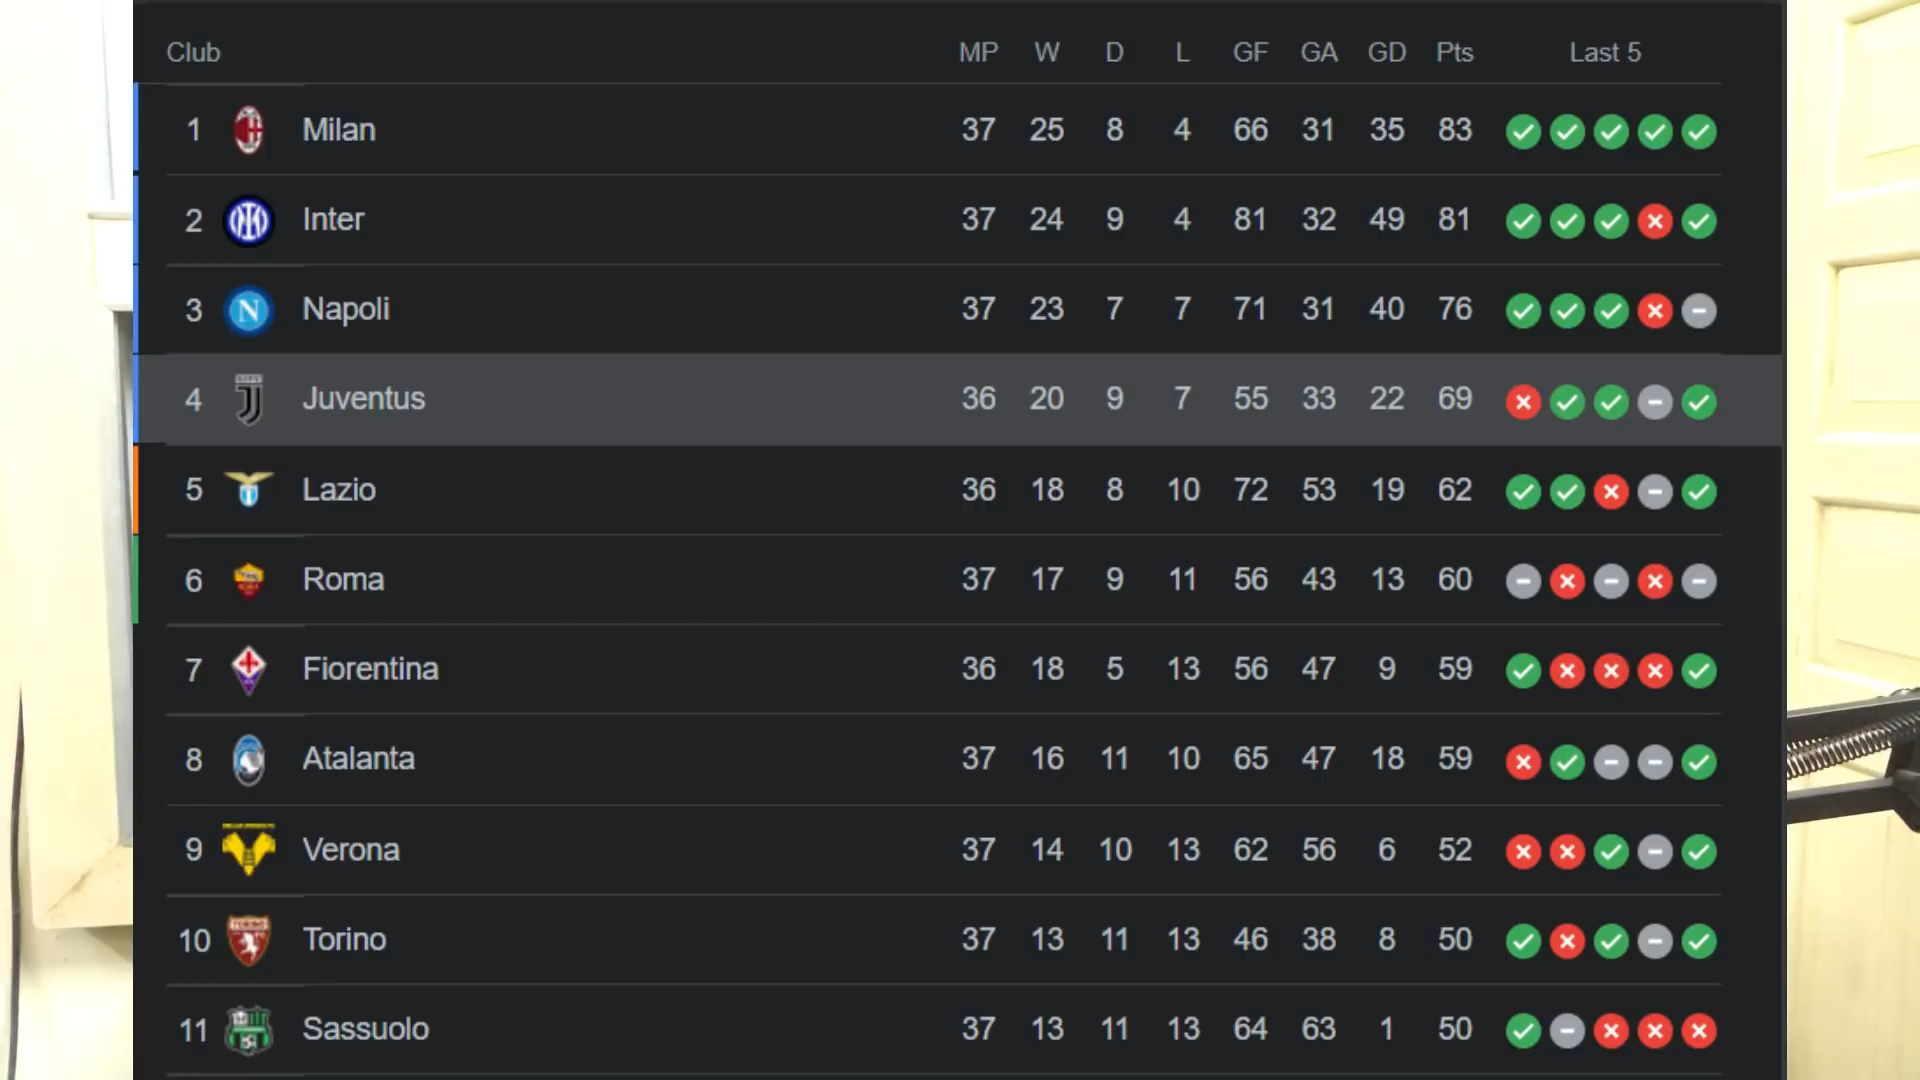 Club MP W D L GF GA GD Pts Last 5
1 Milan 37 25 8 4 66 31 35 83
2 Inter 37 24 9 4 81 32 49 81
3 N Napoli 37 23 7 7 71 31 40 76
4 J Juventus 36 20 9 7 55 33 22 69
5 Lazio 36 18 8 10 72 53 19 62
6 Roma 37 17 9 11 56 43 13 60
7 Fiorentina 36 18 5 13 56 47 9 59
8 Atalanta 37 16 11 10 65 47 18 59
9 Verona 37 14 10 13 62 56 6 52
10 Torino 37 13 11 13 46 38 8 50
11 Sassuolo 37 13 11 13 64 63 1 50